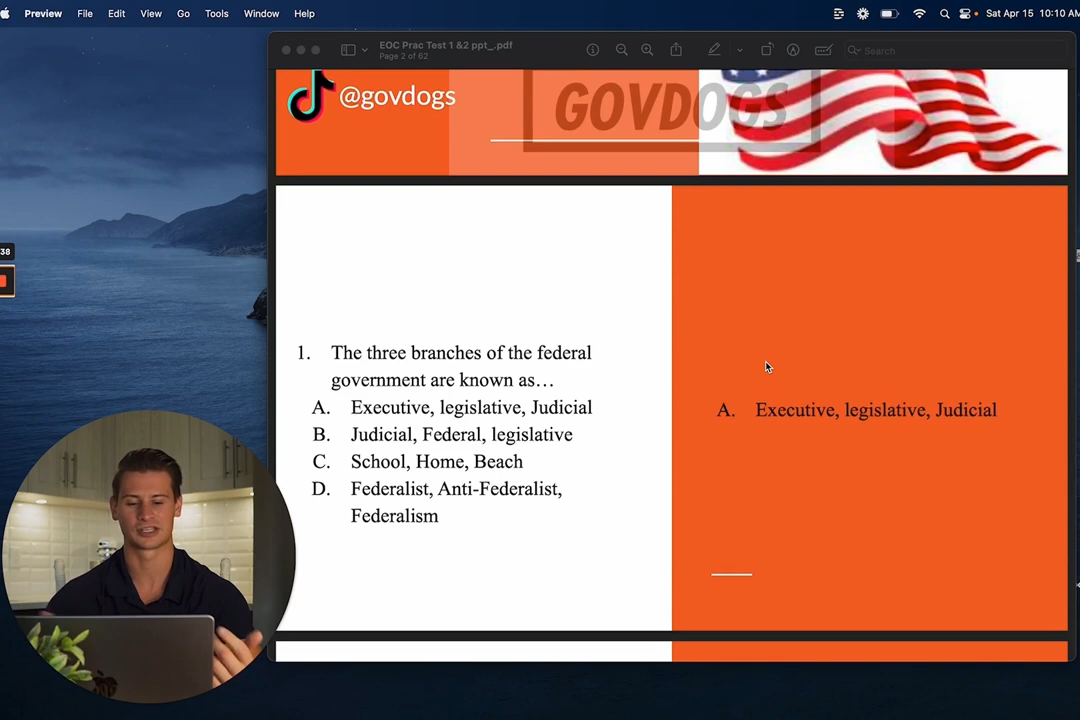 Preview File Edit View Go Tools Window Help
Sat Apr 15 10:10 AM
EOC Prac Test 1 &2 ppt_.pdf
Page 2 of 62
Search
@govdogs
GOVDOGS
38
1. The three branches of the federal
government are known as…
A. Executive, legislative, Judicial
B. Judicial, Federal, legislative
C. School, Home, Beach
D. Federalist, Anti-Federalist,
Federalism
A. Executive, legislative, Judicial